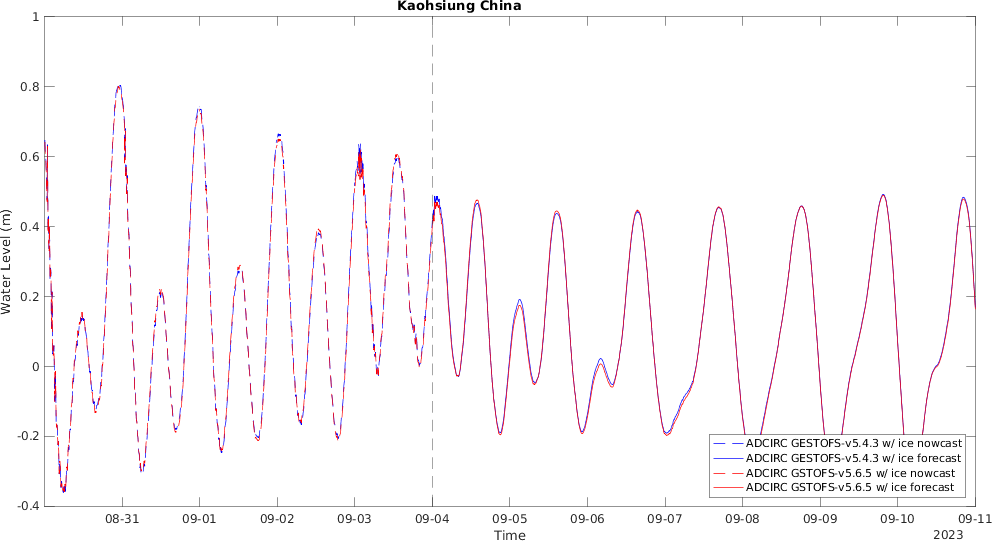 Kaohsiung China
1
0.8
0.6
0.4
0.2
0
-0.2
-0.4
Water Level (m)
ADCIRC GESTOFS-v5.4.3 w/ ice nowcast
ADCIRC GESTOFS-v5.4.3 w/ ice forecast
ADCIRC GSTOFS-v5.6.5 w/ ice nowcast
ADCIRC GSTOFS-v5.6.5 w/ ice forecast
08-31 09-01 09-02 09-03 09-04 09-05 09-06 09-07 09-08 09-09 09-10 09-11
Time
2023